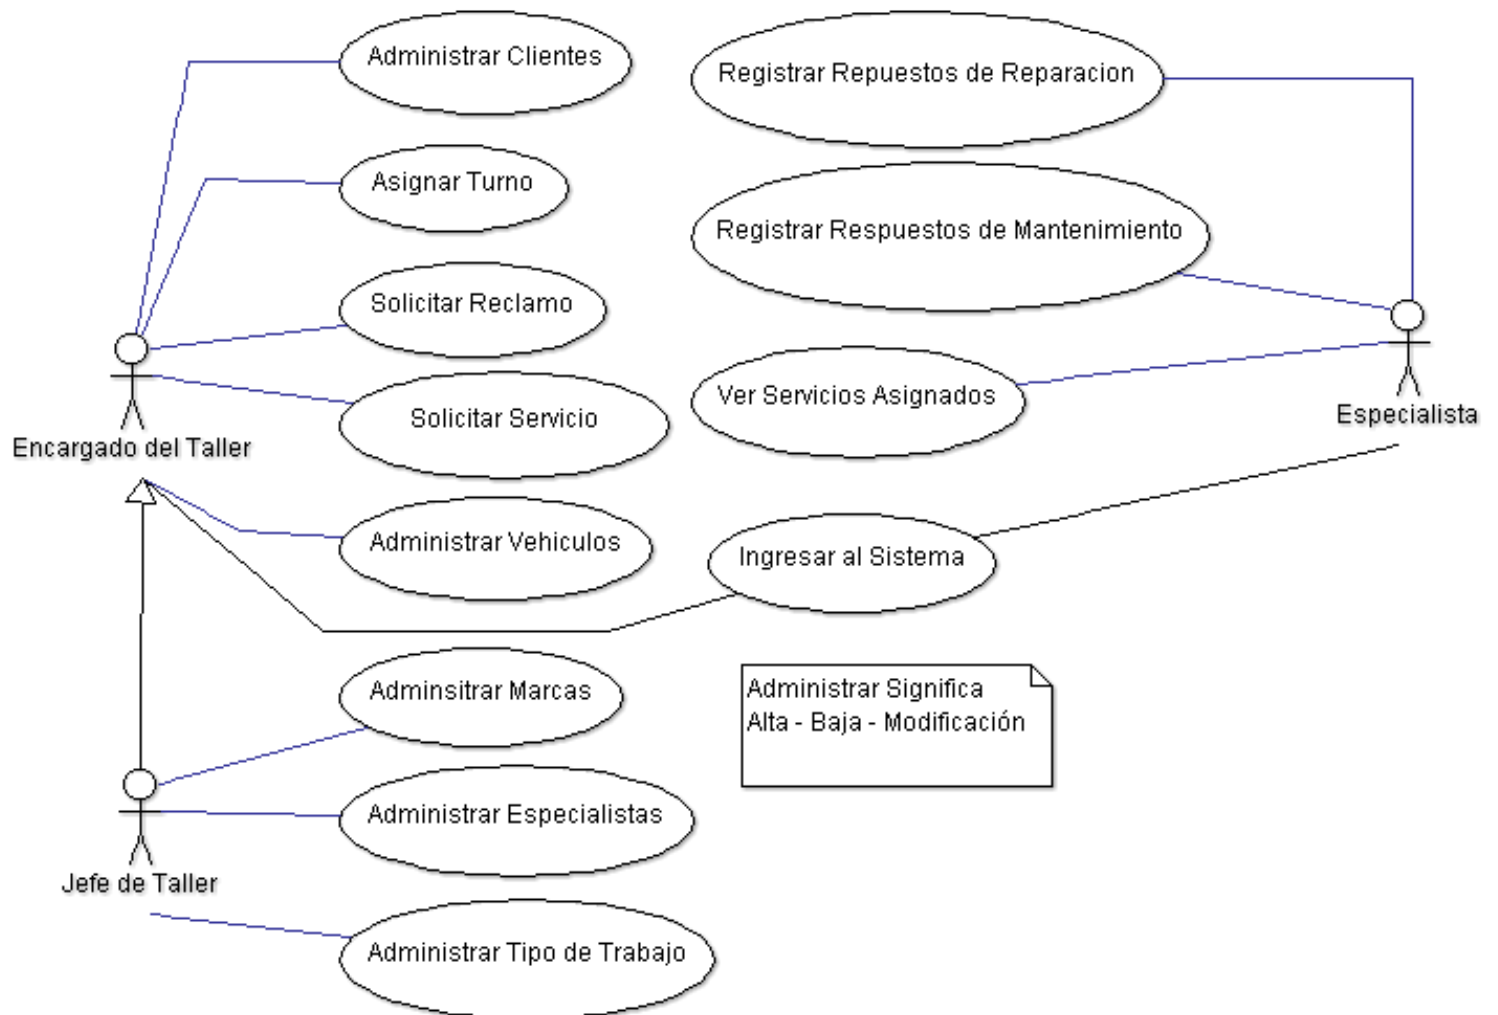 Administrar Clientes
Registrar Repuestos de Reparacion
Asignar Turno
Registrar Respuestos de Mantenimiento
Solicitar Reclamo
Solicitar Servicio
Ver Servicios Asignados
Encargado del Taller
Especialista
Administrar Vehiculos
Ingresar al Sistema
Adminsitrar Marcas
Administrar Significa
Alta - Baja - Modificación
Administrar Especialistas
Jefe de Taller
Administrar Tipo de Trabajo